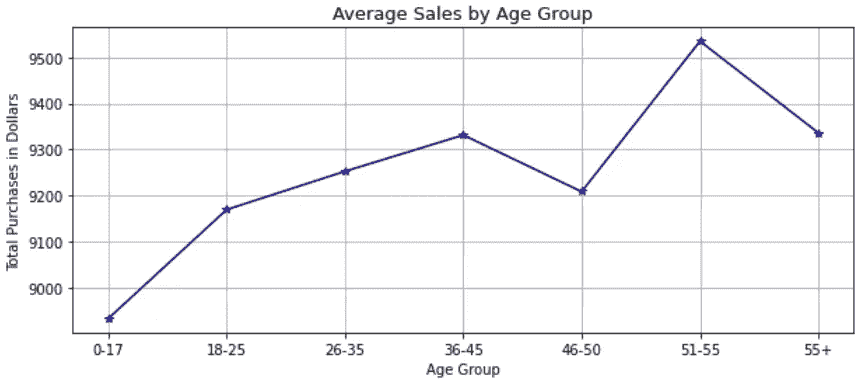 Average Sales by Age Group
Total Purchases in Dollars
9500
9400
9300
9200
9100
9000
0-17 18-25 26-35 36-45 46-50 51-55 55+
Age Group